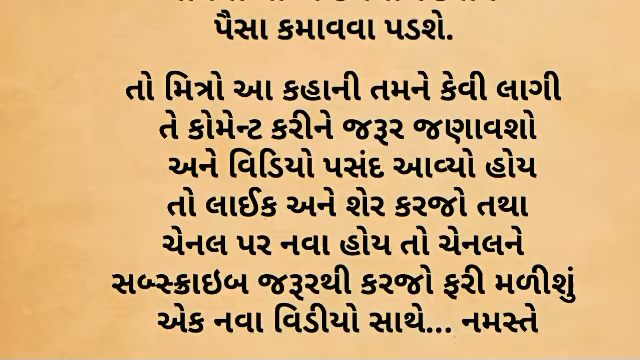 પૈસા કમાવવા પડશે.
તો મિત્રો આ કહાની તમને કેવી લાગી
તે કોમેન્ટ કરીને જરૂર જણાવશો
અને વિડિયો પસંદ આવ્યો હોય
તો લાઈક અને શેર કરજો તથા
ચેનલ પર નવા હોય તો ચેનલને
સબ્સ્ક્રાઇબ જરૂરથી કરજો ફરી મળીશું
એક નવા વિડીયો સાથે... નમસ્તે